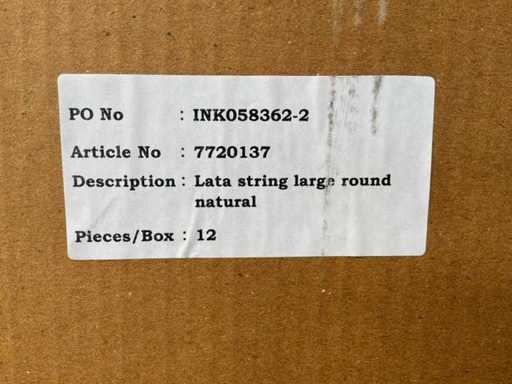 PO No : INK058362-2
Article No : 7720137
Description : Lata string large round
natural
Pieces/Box : 12